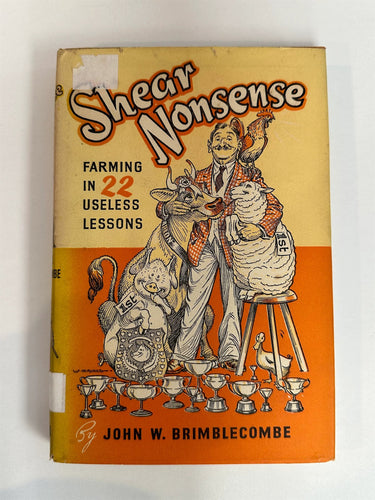 Shear
Nonsense
FARMING
IN 22
USELESS
LESSONS
1st
1st
By JOHN W. BRIMBLECOMBE